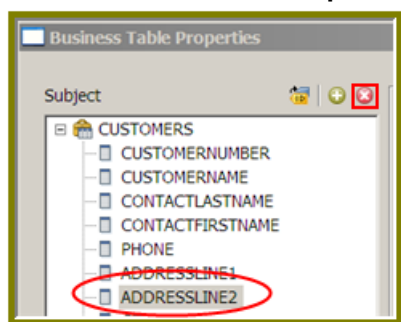 Business Table Properties
Subject
CUSTOMERS
CUSTOMERNUMBER
CUSTOMERNAME
CONTACTLASTNAME
CONTACTFIRSTNAME
PHONE
ADDRESSLINE1
ADDRESSLINE2